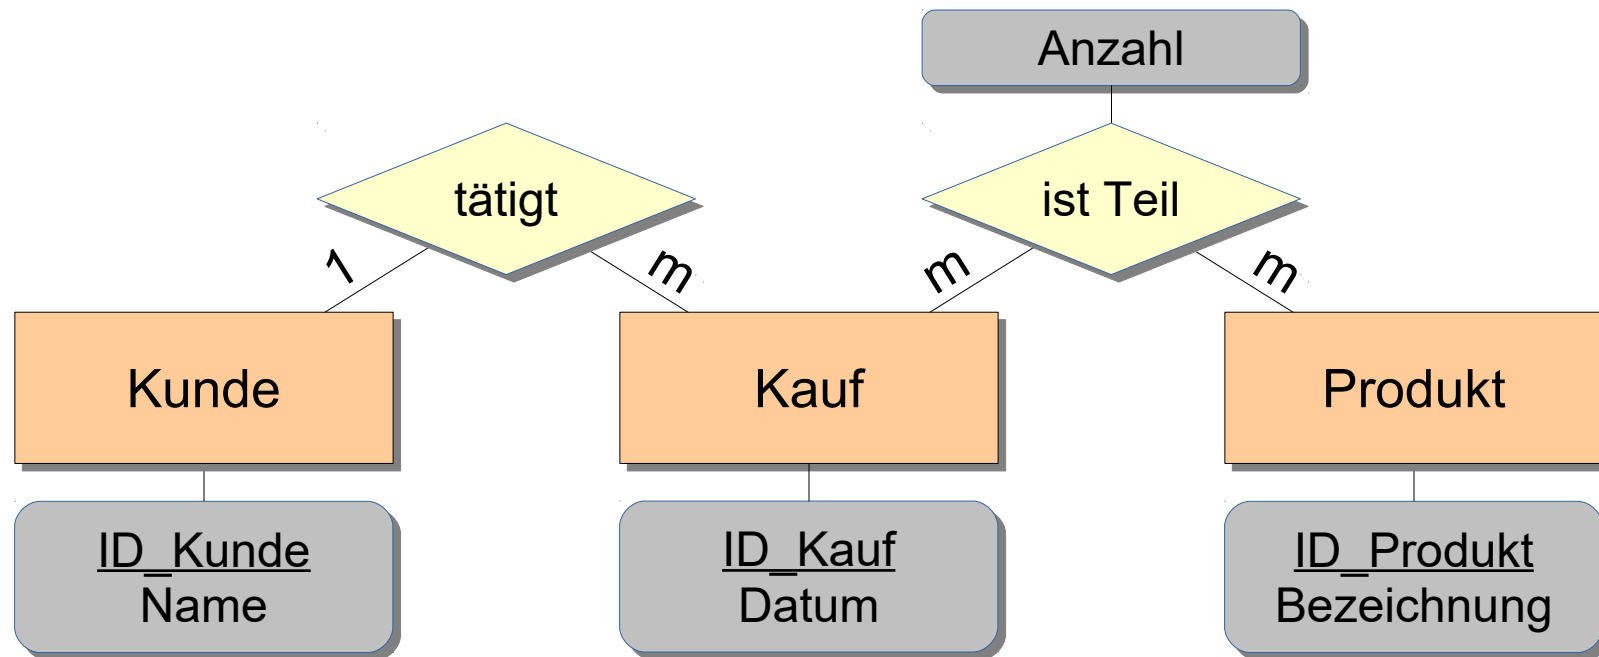 Anzahl
tätigt
ist Teil
1
m
m
m
Kunde
Kauf
Produkt
ID_Kunde
Name
ID_Kauf
Datum
ID_Produkt
Bezeichnung